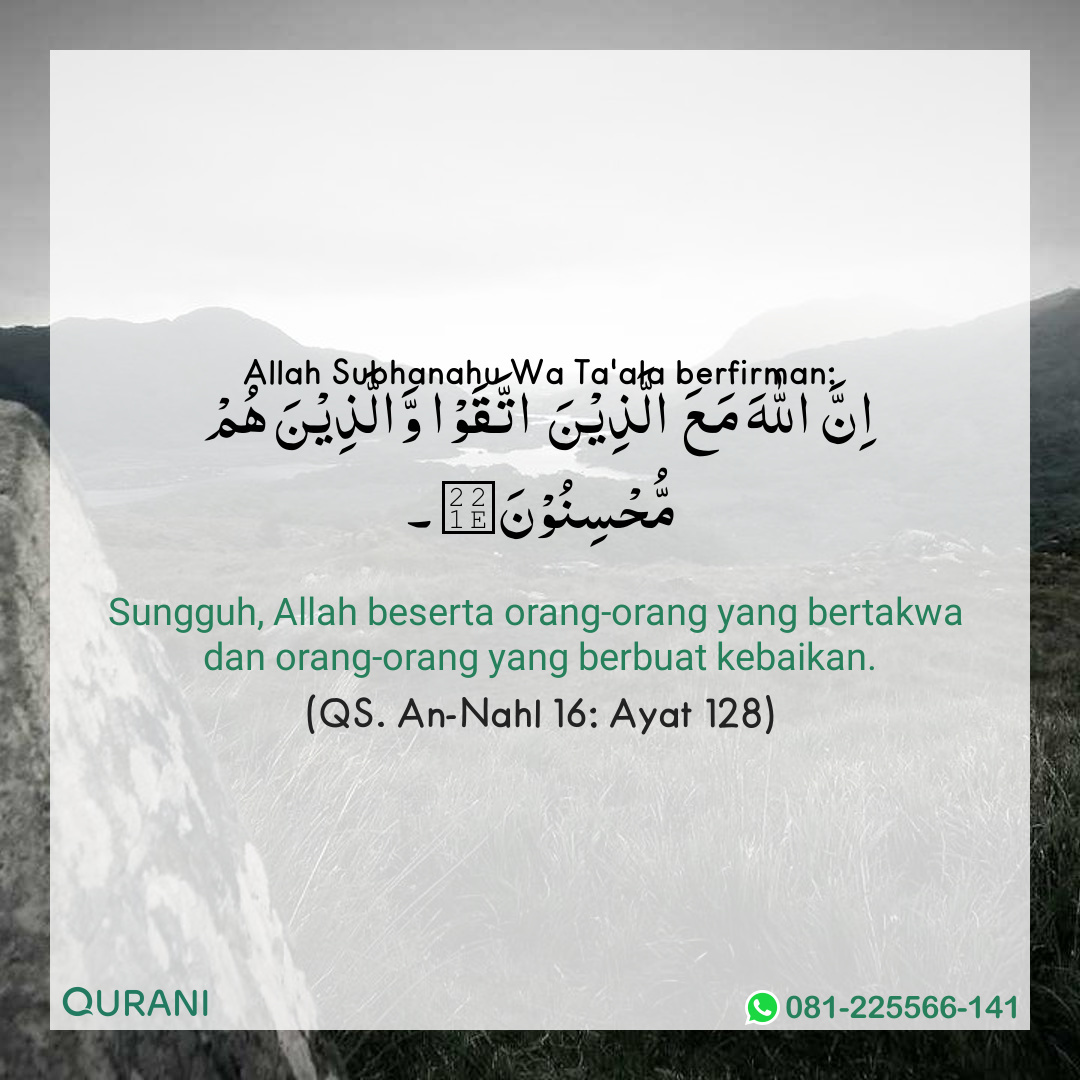 Allah Subhanahu Wa Ta'ala berfirman:
اِنَّ اللّٰهَ مَعَ الَّذِيْنَ اتَّقَوْا وَّالَّذِيْنَ هُمْ
مُّحْسِنُوْنَ∞ ۔
Sungguh, Allah beserta orang-orang yang bertakwa
dan orang-orang yang berbuat kebaikan.
(QS. An-Nahl 16: Ayat 128)
QURANI
081-225566-141